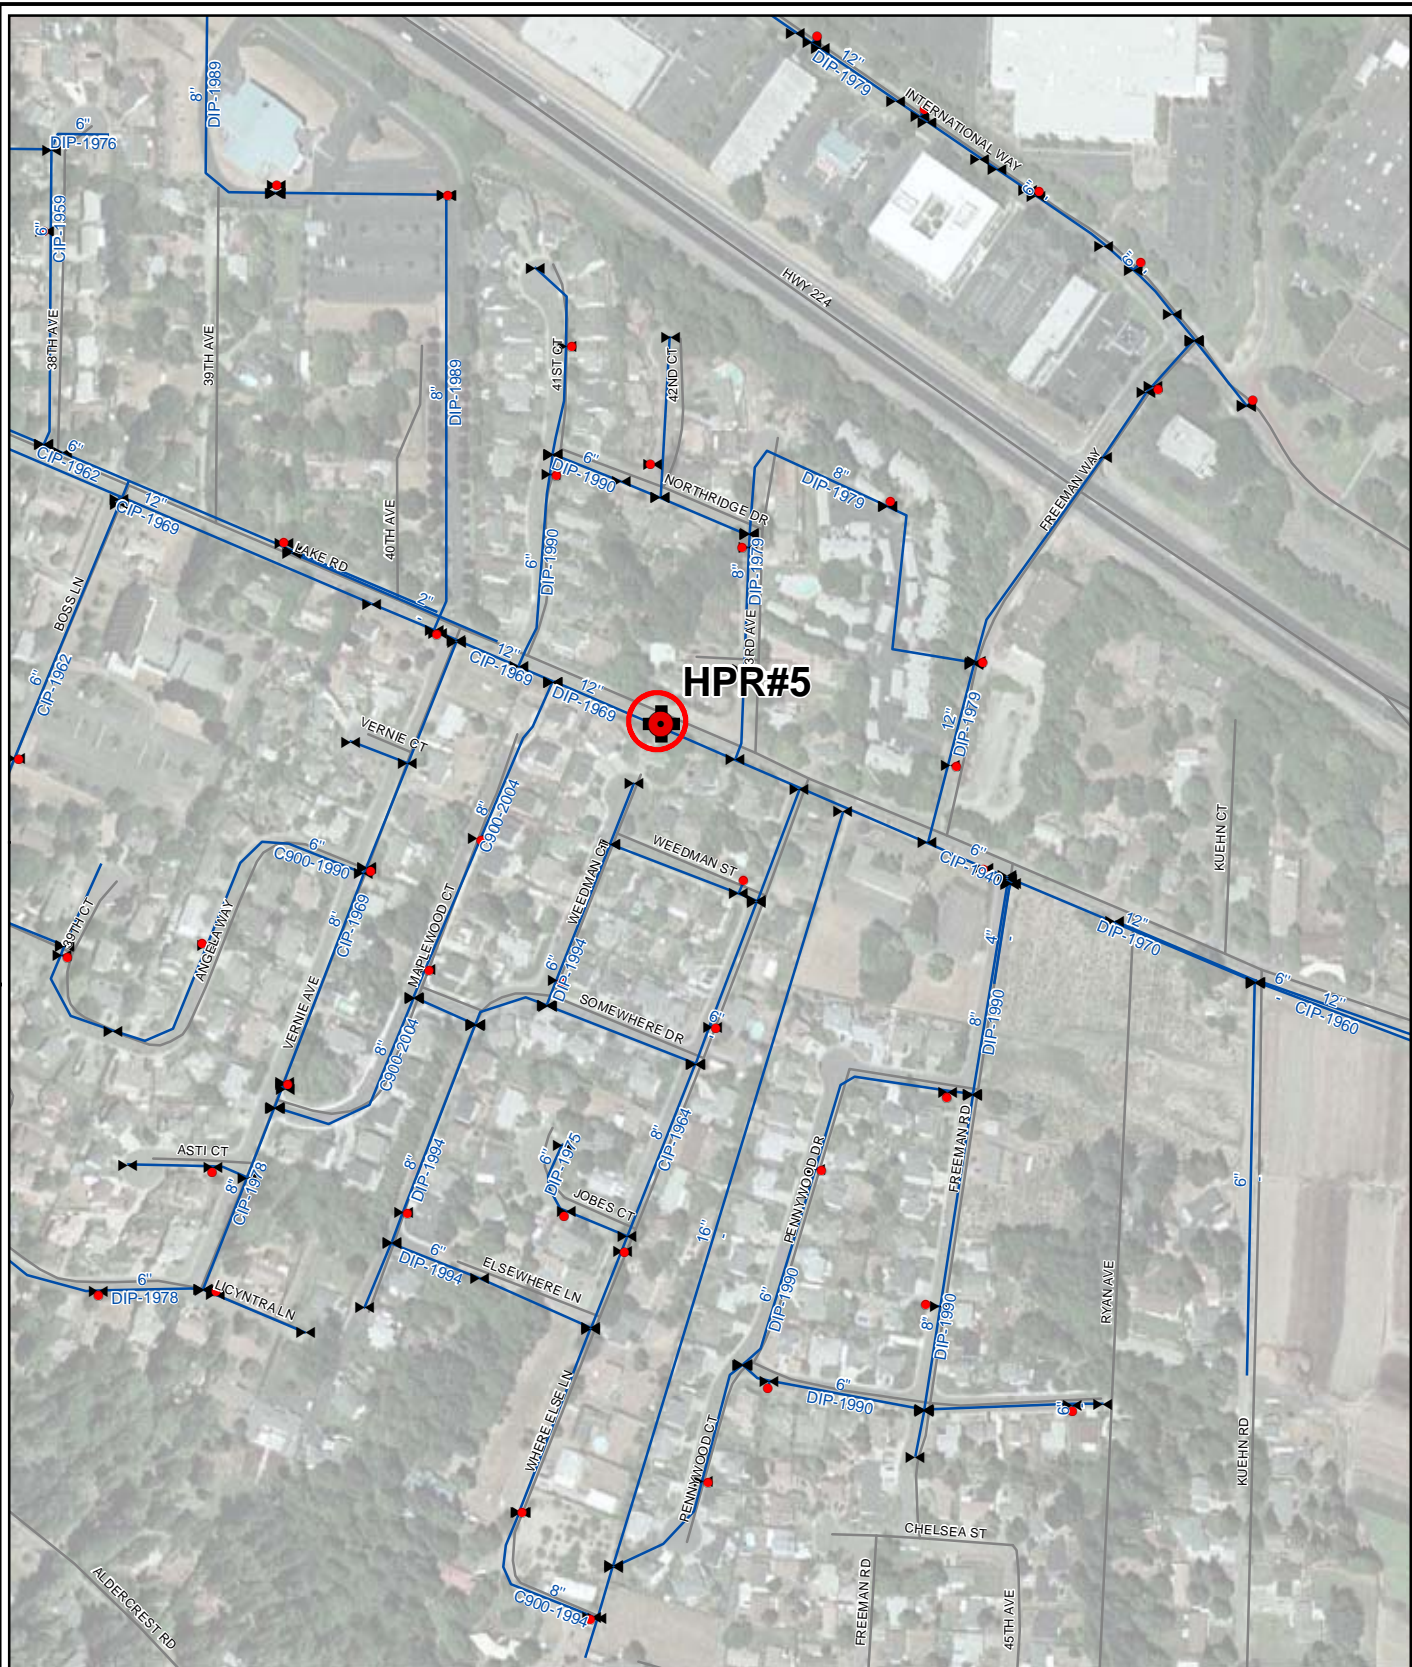 8"
DIP-1989
12"
DIP-1979
INTERNATIONAL WAY
6"
DIP-1976
6"
CIP-1959
38TH AVE
39TH AVE
6"
6"
HWY 224
8"
DIP-1989
41ST CT
42ND CT
6"
CIP-1962
12"
CIP-1969
6"
DIP-1990
NORTHRIDGE DR
8"
DIP-1979
FREEMAN WAY
40TH AVE
LAKE RD
6"
DIP-1990
8"
DIP-1979
BOSS LN
6"
CIP-1962
2"
-
12"
CIP-1969
12"
DIP-1969
HPR#5
3RD AVE
12"
DIP-1979
VERNIE CT
8"
C900-2004
WEEDMAN CT
WEEDMAN ST
6"
CIP-1940
KUEHN CT
6"
C900-1990
39TH CT
ANGELA WAY
8"
CIP-1969
MAPLEWOOD CT
4"
-
12"
DIP-1970
6"
-
12"
CIP-1960
6"
DIP-1994
SOMEWHERE DR
6"
VERNIE AVE
8"
C900-2004
8"
DIP-1990
ASTI CT
8"
CIP-1978
8"
DIP-1994
6"
DIP-1975
JOBES CT
8"
CIP-1964
PENNYWOOD DR
FREEMAN RD
6"
-
16"
-
6"
DIP-1978
LICYNTRA LN
6"
DIP-1994
ELSEWHERE LN
6"
DIP-1990
8"
DIP-1990
RYAN AVE
6"
DIP-1990
6"
WHERE ELSE LN
PENNYWOOD CT
KUEHN RD
CHELSEA ST
8"
C900-1994
ALDERCREST RD
FREEMAN RD
45TH AVE